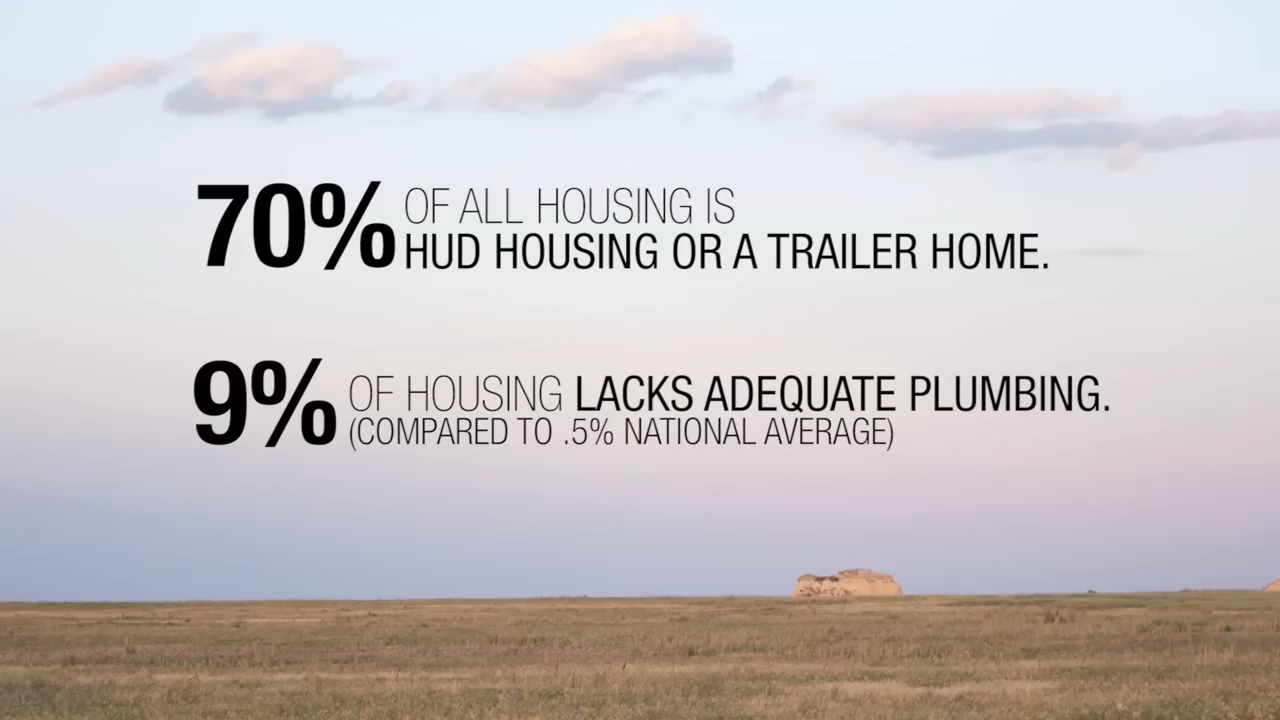 70% OF ALL HOUSING IS
HUD HOUSING OR A TRAILER HOME.
9% OF HOUSING LACKS ADEQUATE PLUMBING.
(COMPARED TO .5% NATIONAL AVERAGE)